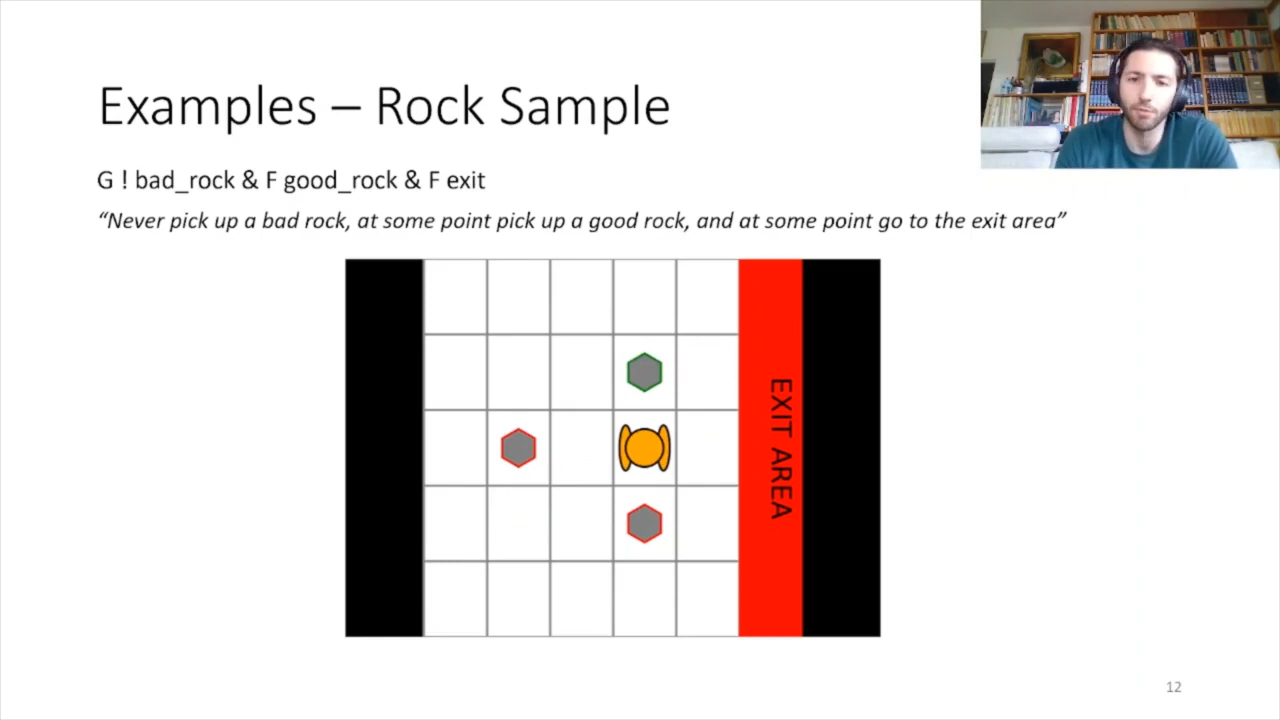 Examples – Rock Sample
G ! bad_rock & F good_rock & F exit
“Never pick up a bad rock, at some point pick up a good rock, and at some point go to the exit area”
EXIT AREA
12